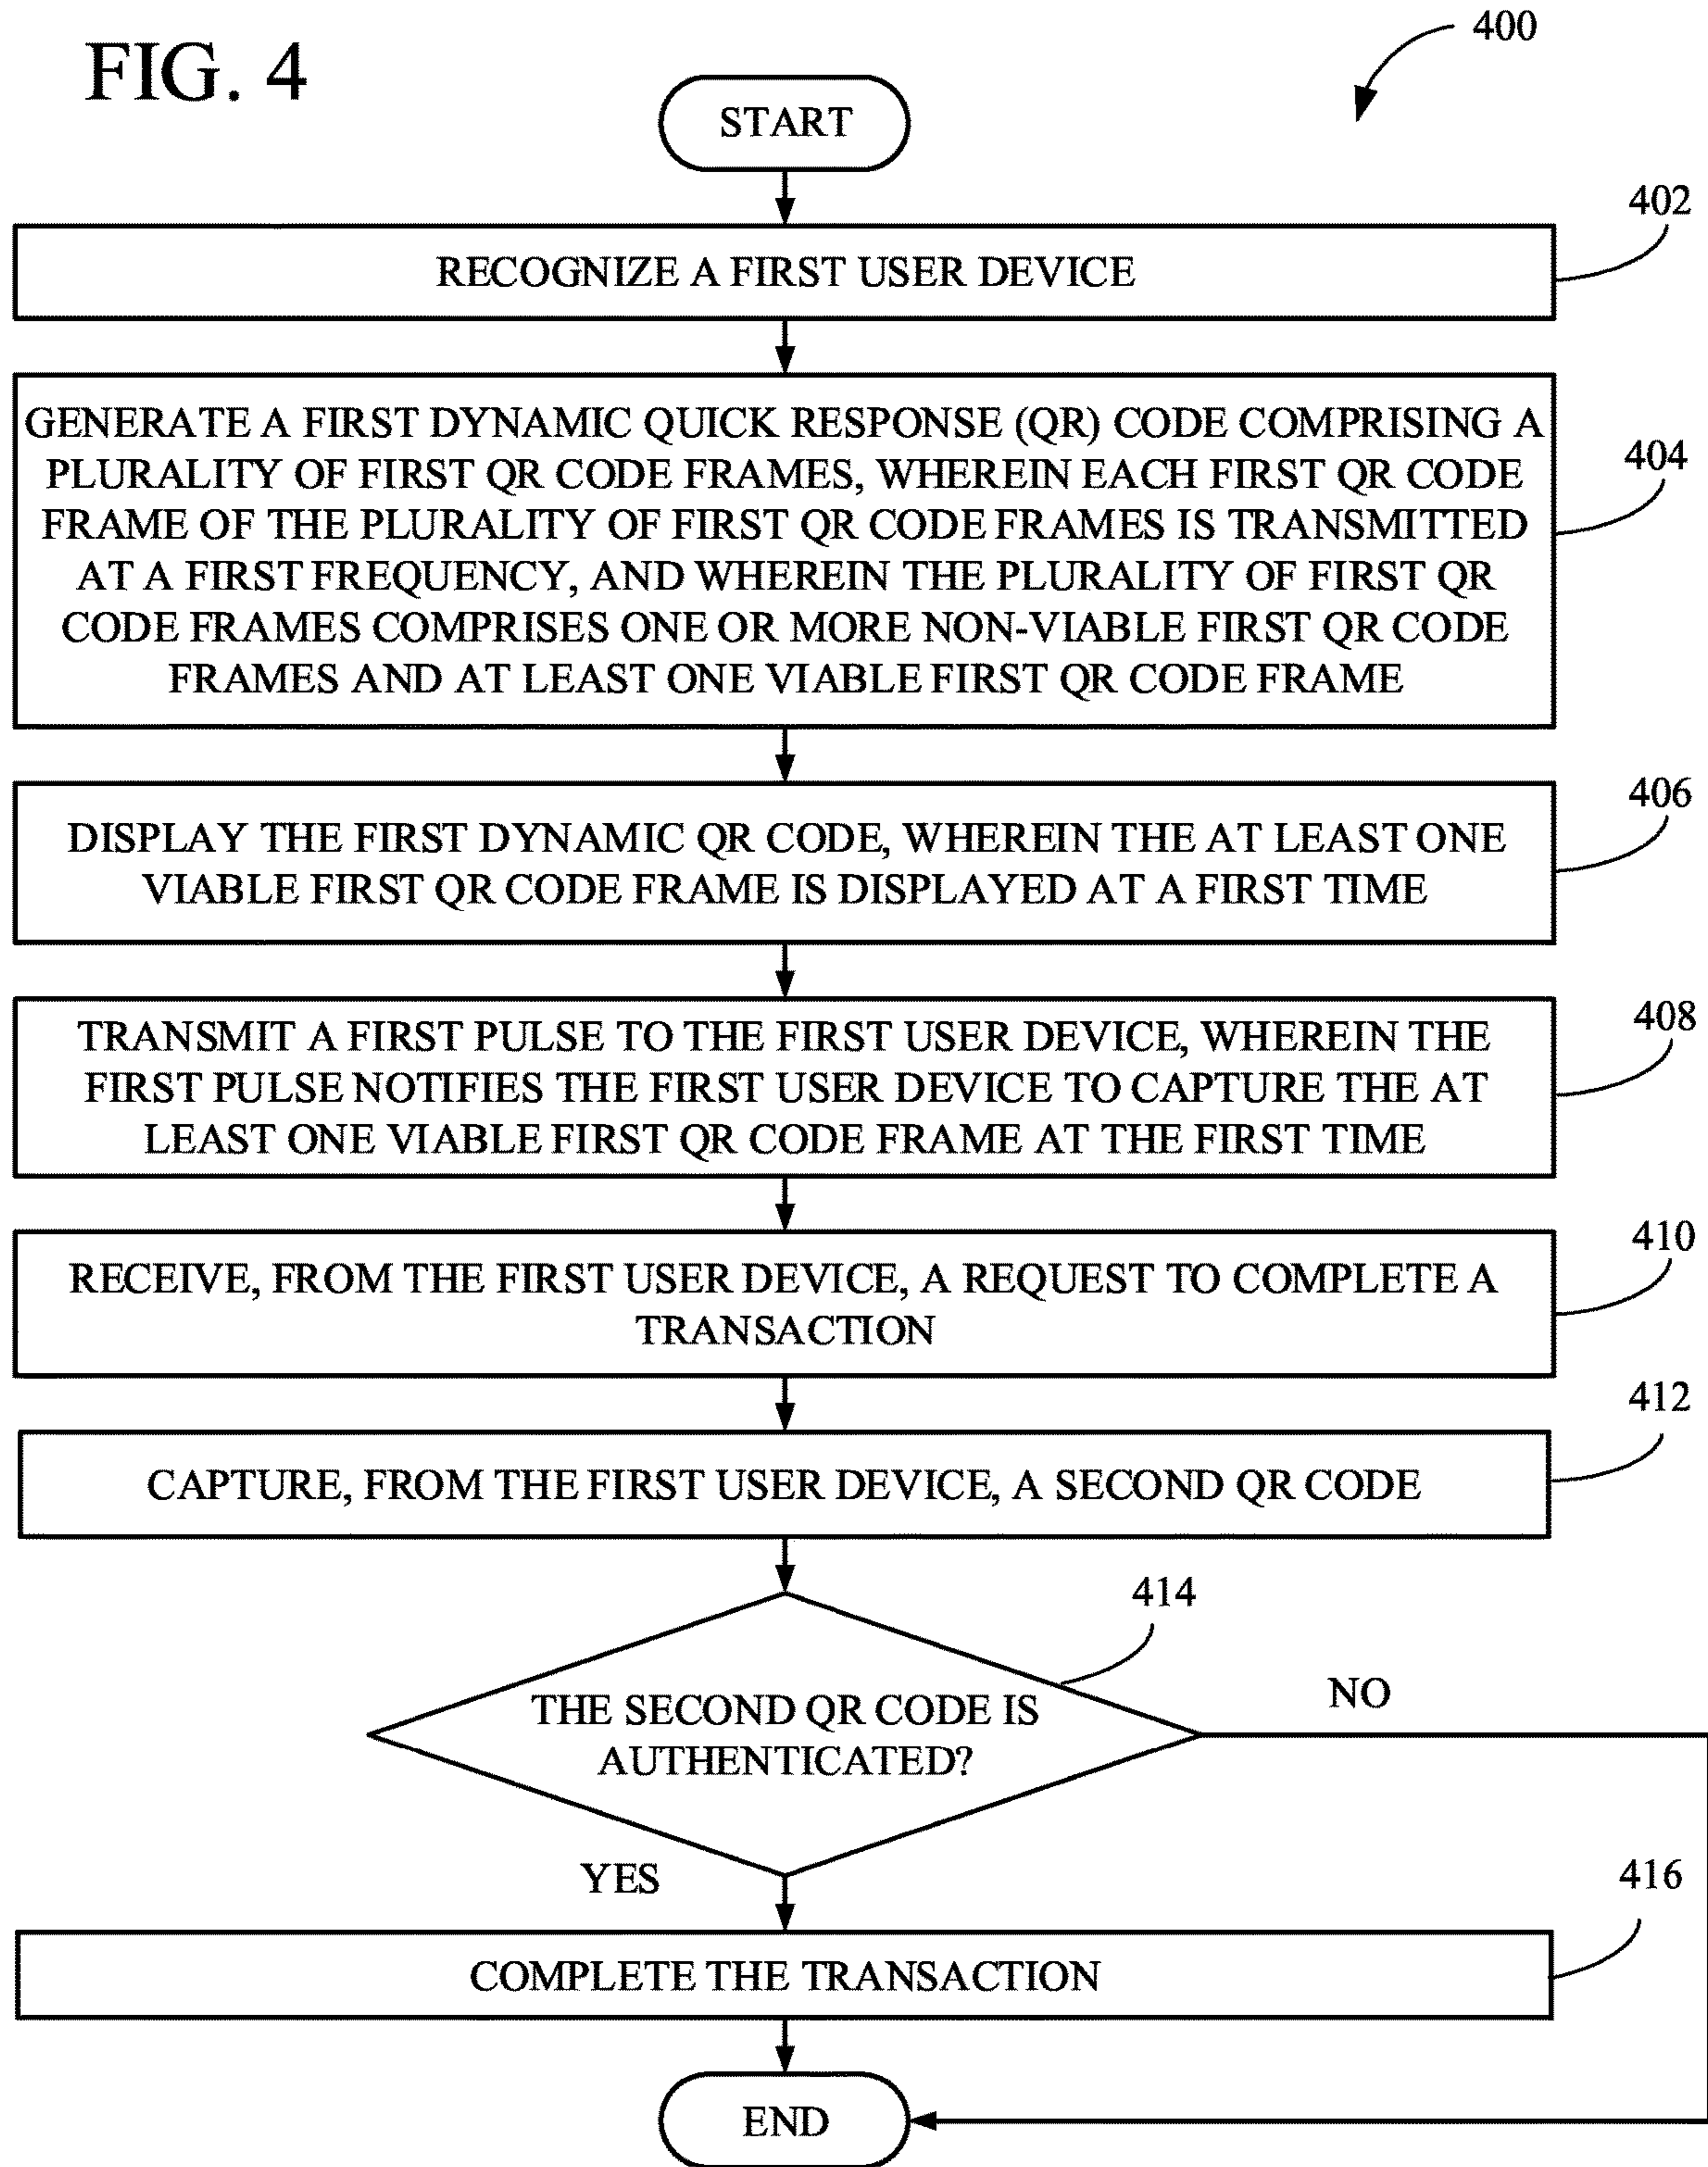 FIG. 4
400
START
402
RECOGNIZE A FIRST USER DEVICE
GENERATE A FIRST DYNAMIC QUICK RESPONSE (QR) CODE COMPRISING A
PLURALITY OF FIRST QR CODE FRAMES, WHEREIN EACH FIRST QR CODE
FRAME OF THE PLURALITY OF FIRST QR CODE FRAMES IS TRANSMITTED
AT A FIRST FREQUENCY, AND WHEREIN THE PLURALITY OF FIRST QR
CODE FRAMES COMPRISES ONE OR MORE NON-VIABLE FIRST QR CODE
FRAMES AND AT LEAST ONE VIABLE FIRST QR CODE FRAME
404
406
DISPLAY THE FIRST DYNAMIC QR CODE, WHEREIN THE AT LEAST ONE
VIABLE FIRST QR CODE FRAME IS DISPLAYED AT A FIRST TIME
408
TRANSMIT A FIRST PULSE TO THE FIRST USER DEVICE, WHEREIN THE
FIRST PULSE NOTIFIES THE FIRST USER DEVICE TO CAPTURE THE AT
LEAST ONE VIABLE FIRST QR CODE FRAME AT THE FIRST TIME
410
RECEIVE, FROM THE FIRST USER DEVICE, A REQUEST TO COMPLETE A
TRANSACTION
412
CAPTURE, FROM THE FIRST USER DEVICE, A SECOND QR CODE
414
THE SECOND QR CODE IS
AUTHENTICATED?
NO
YES
416
COMPLETE THE TRANSACTION
END